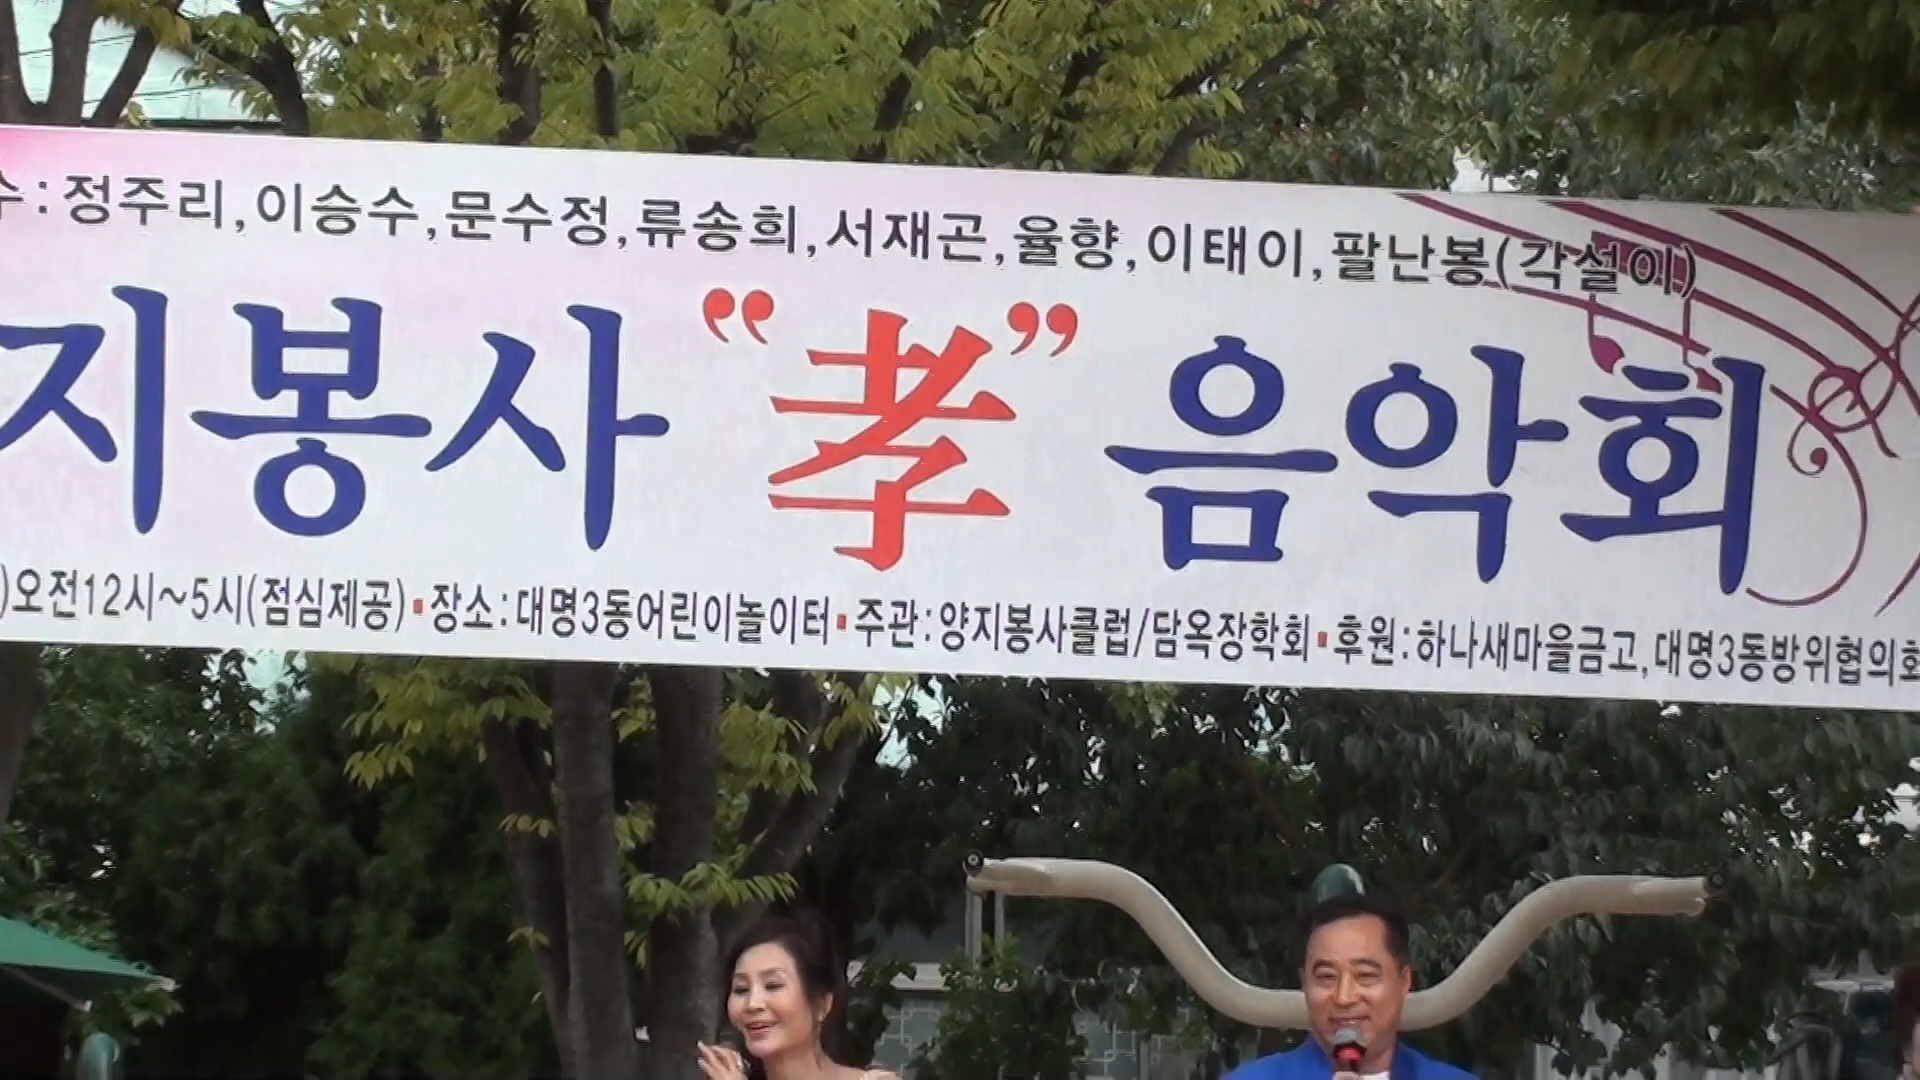 수:정주리,이승수,문수정,류송희,서재곤,율향,이태이,팔난봉(각설이)
지봉사 “孝” 음악회
)오전12시~5시(점심제공)▪장소:대명3동어린이놀이터▪주관:양지봉사클럽/담옥장학회▪후원:하나새마을금고,대명3동방위협의회